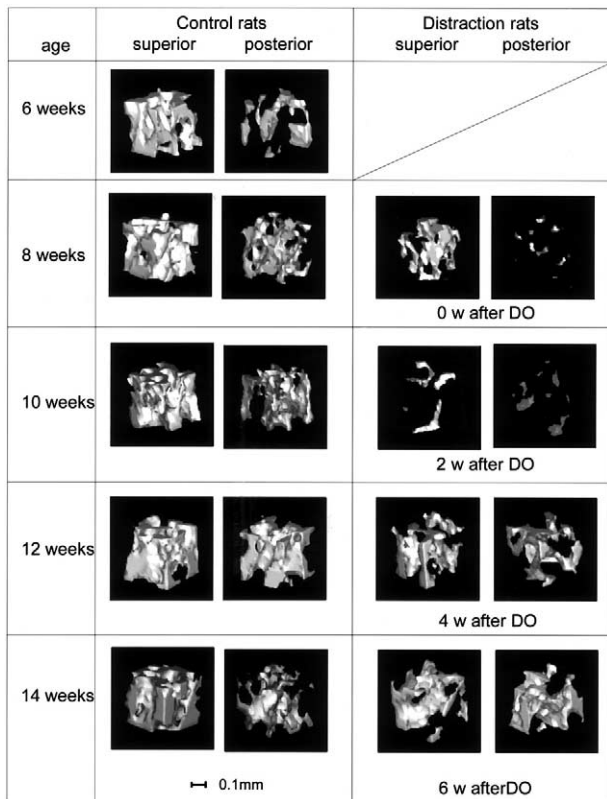 Control rats Distraction rats
age superior posterior superior posterior
6 weeks
8 weeks
0 w after DO
10 weeks
2 w after DO
12 weeks
4 w after DO
14 weeks
0.1mm
6 w afterDO